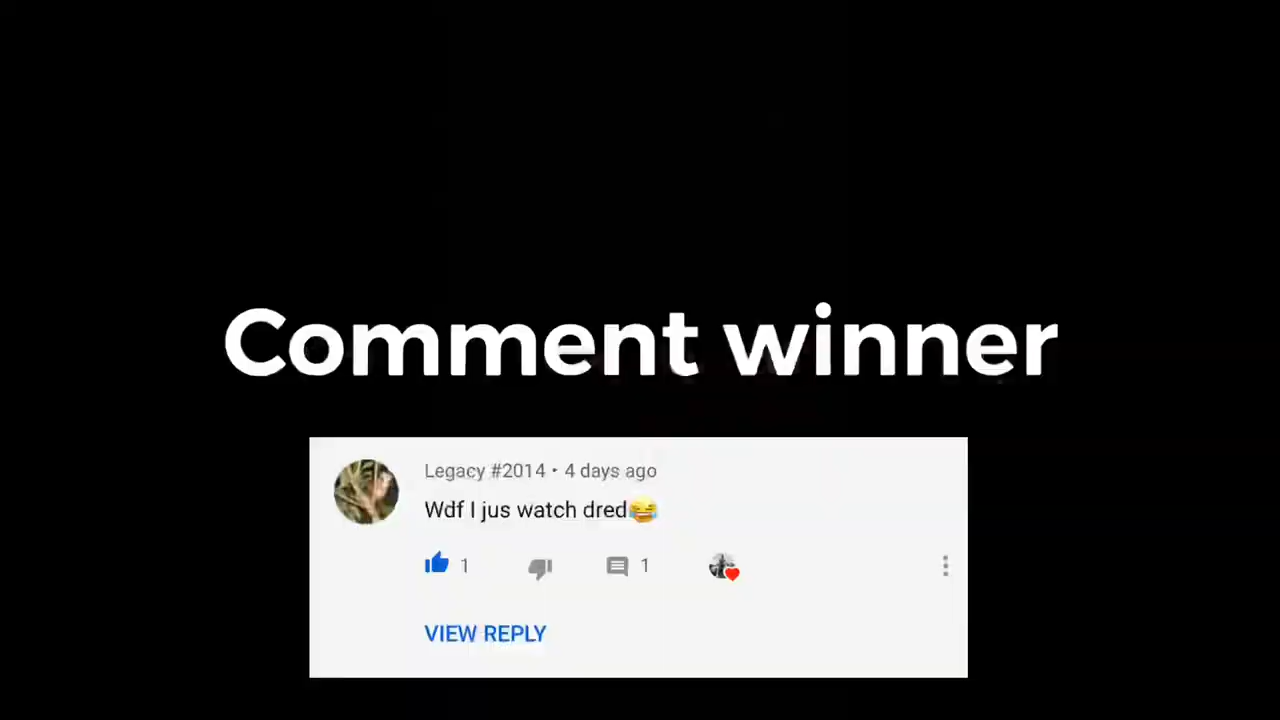 Comment winner
Legacy #2014 • 4 days ago
Wdf I jus watch dred😂
1
1
VIEW REPLY